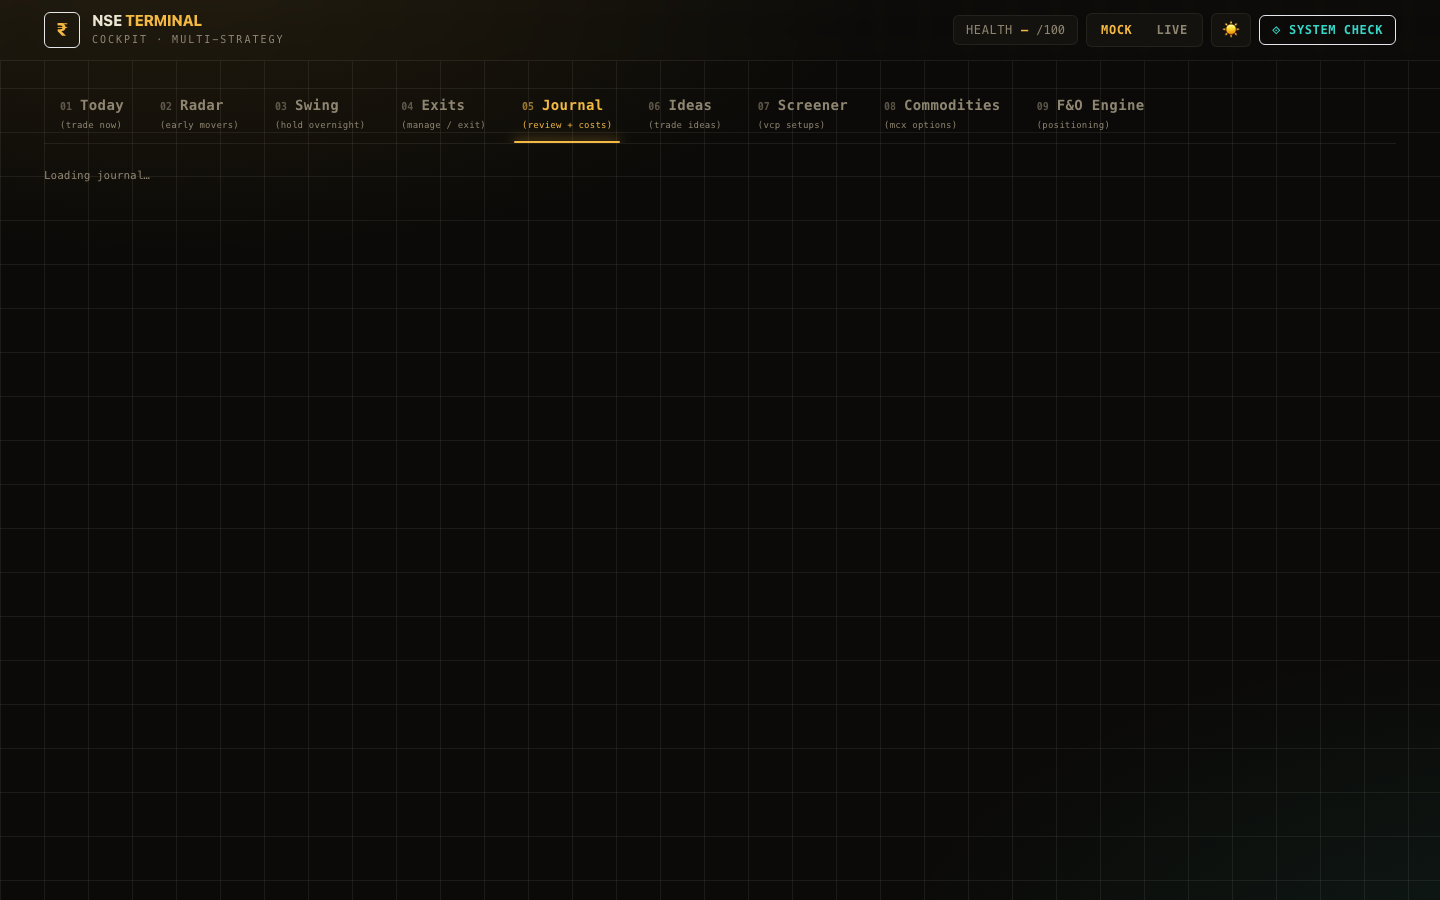 ₹
NSE TERMINAL
COCKPIT · MULTI-STRATEGY
HEALTH — /100
MOCK LIVE
◇ SYSTEM CHECK
01 Today
(trade now)
02 Radar
(early movers)
03 Swing
(hold overnight)
04 Exits
(manage / exit)
05 Journal
(review + costs)
06 Ideas
(trade ideas)
07 Screener
(vcp setups)
08 Commodities
(mcx options)
09 F&O Engine
(positioning)
Loading journal…